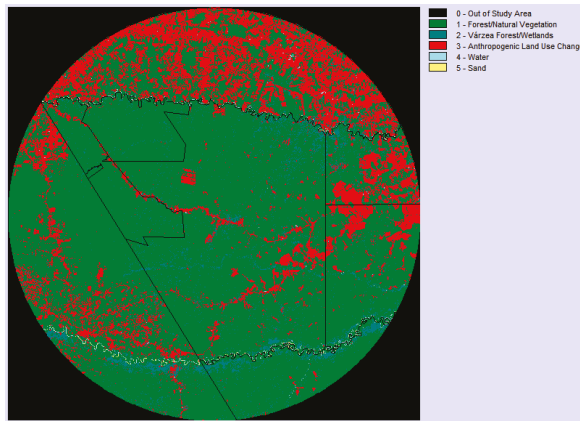 0 - Out of Study Area
1 - Forest/Natural Vegetation
2 - Várzea Forest/Wetlands
3 - Anthropogenic Land Use Chang
4 - Water
5 - Sand